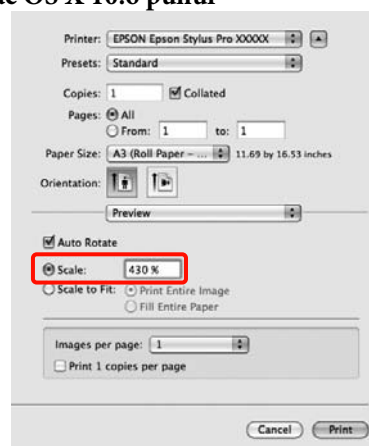 OS X 10.6
Printer: EPSON Epson Stylus Pro XXXXX
Presets: Standard
Copies: 1 Collated
Pages: All
From: 1 to: 1
Paper Size: A3 (Roll Paper – ... 11.69 by 16.53 inches
Orientation:
Preview
Auto Rotate
Scale: 430 %
Scale to Fit: Print Entire Image
Fill Entire Paper
Images per page: 1
Print 1 copies per page
Cancel Print